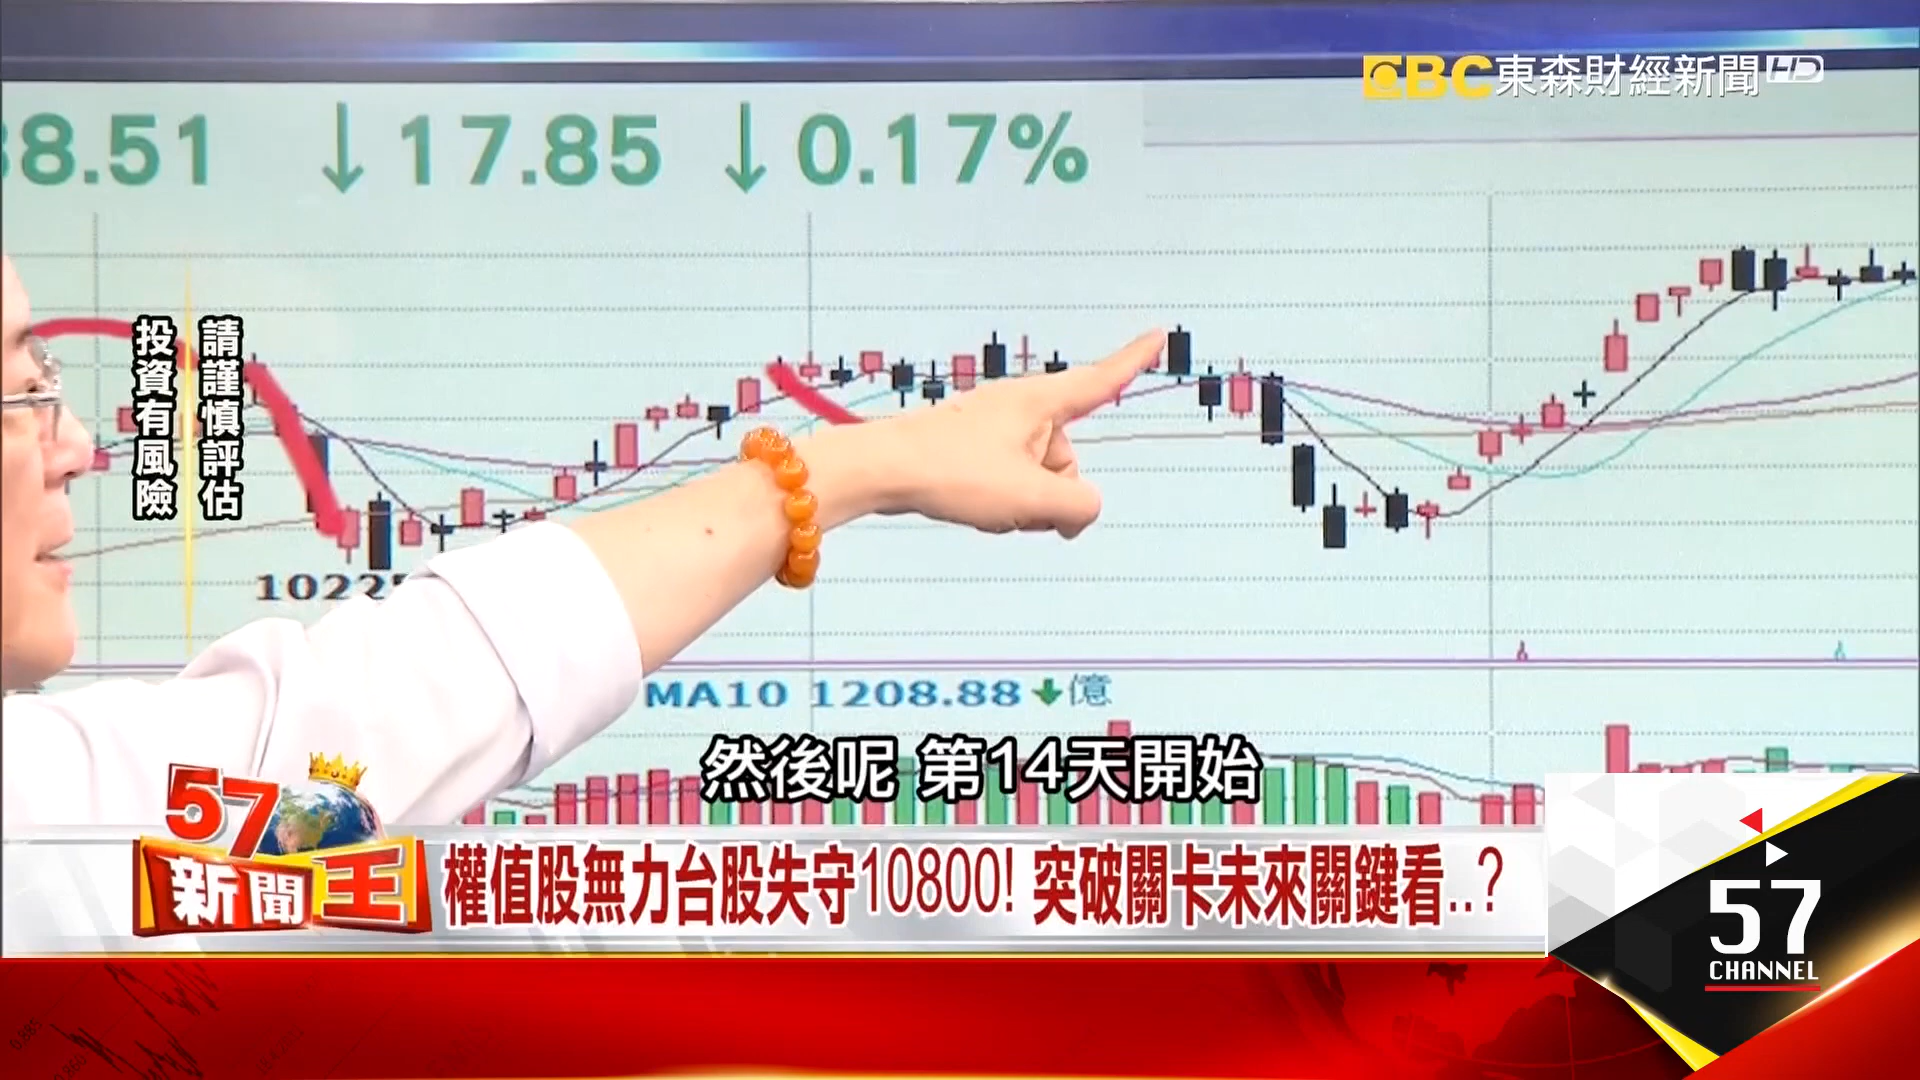 EBC東森財經新聞HD
38.51 ↓17.85 ↓0.17%
請謹慎評估
投資有風險
10225
MA10 1208.88 億
然後呢 第14天開始
57
新聞王
權值股無力台股失守10800! 突破關卡未來關鍵看..?
57
CHANNEL